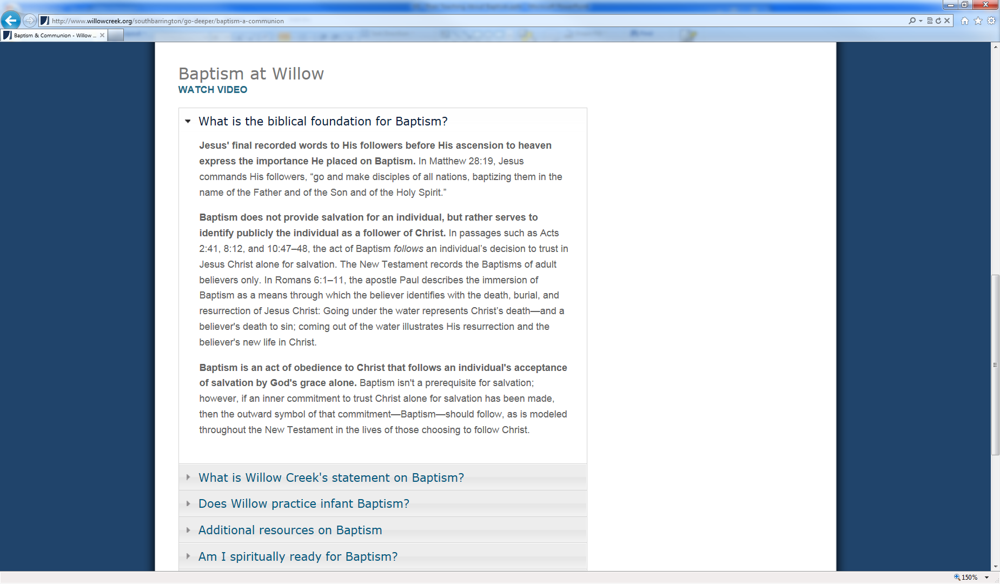 http://www.willowcreek.org/southbarrington/go-deeper/baptism-a-communion
Baptism & Communion - Willow ...
Baptism at Willow
WATCH VIDEO
What is the biblical foundation for Baptism?
Jesus' final recorded words to His followers before His ascension to heaven
express the importance He placed on Baptism. In Matthew 28:19, Jesus
commands His followers, “go and make disciples of all nations, baptizing them in the
name of the Father and of the Son and of the Holy Spirit.”
Baptism does not provide salvation for an individual, but rather serves to
identify publicly the individual as a follower of Christ. In passages such as Acts
2:41, 8:12, and 10:47–48, the act of Baptism follows an individual’s decision to trust in
Jesus Christ alone for salvation. The New Testament records the Baptisms of adult
believers only. In Romans 6:1–11, the apostle Paul describes the immersion of
Baptism as a means through which the believer identifies with the death, burial, and
resurrection of Jesus Christ: Going under the water represents Christ’s death—and a
believer's death to sin; coming out of the water illustrates His resurrection and the
believer's new life in Christ.
Baptism is an act of obedience to Christ that follows an individual's acceptance
of salvation by God's grace alone. Baptism isn't a prerequisite for salvation;
however, if an inner commitment to trust Christ alone for salvation has been made,
then the outward symbol of that commitment—Baptism—should follow, as is modeled
throughout the New Testament in the lives of those choosing to follow Christ.
What is Willow Creek's statement on Baptism?
Does Willow practice infant Baptism?
Additional resources on Baptism
Am I spiritually ready for Baptism?
150%